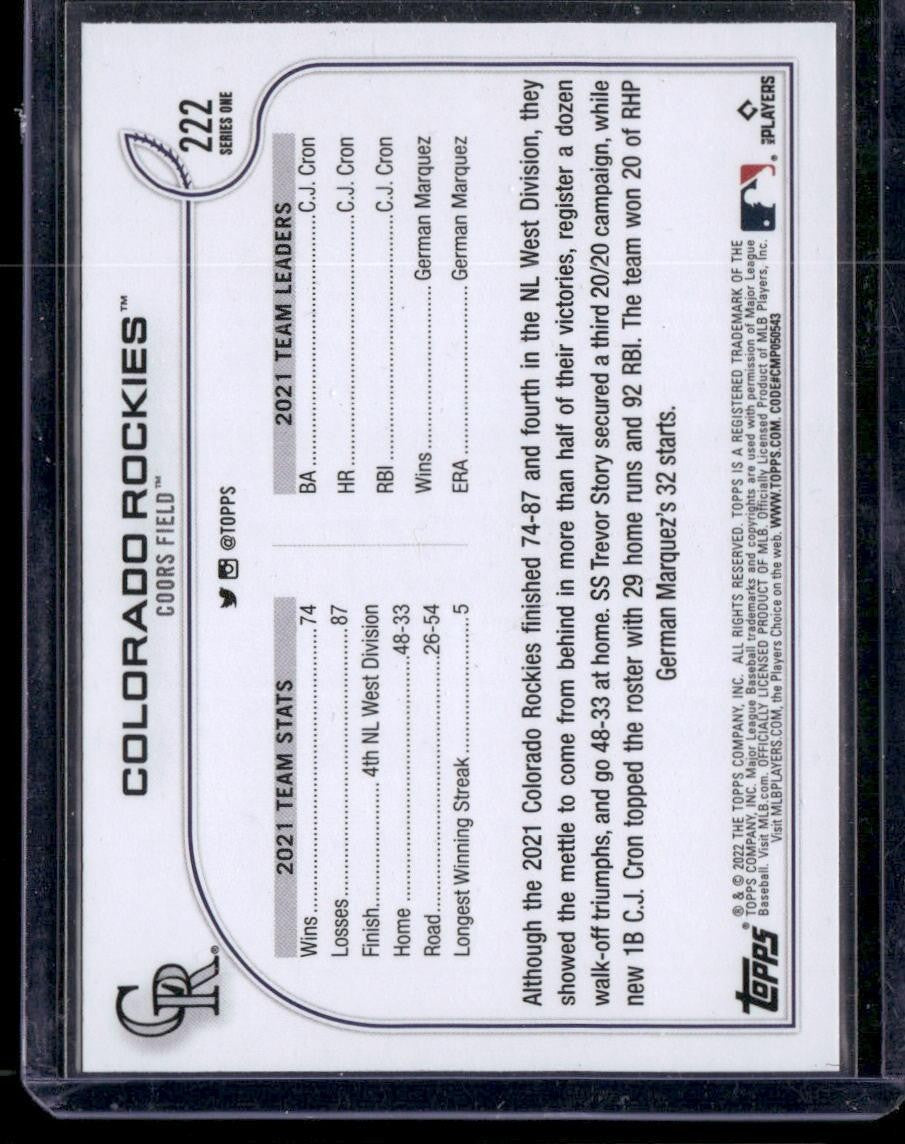 CR®
COLORADO ROCKIES™
COORS FIELD™
222
SERIES ONE
@TOPPS
2021 TEAM STATS
Wins 74
Losses 87
Finish 4th NL West Division
Home 48-33
Road 26-54
Longest Winning Streak 5
2021 TEAM LEADERS
BA C.J. Cron
HR C.J. Cron
RBI C.J. Cron
Wins German Marquez
ERA German Marquez
Although the 2021 Colorado Rockies finished 74-87 and fourth in the NL West Division, they
showed the mettle to come from behind in more than half of their victories, register a dozen
walk-off triumphs, and go 48-33 at home. SS Trevor Story secured a third 20/20 campaign, while
new 1B C.J. Cron topped the roster with 29 home runs and 92 RBI. The team won 20 of RHP
German Marquez's 32 starts.
topps®
® & © 2022 THE TOPPS COMPANY, INC. ALL RIGHTS RESERVED. TOPPS IS A REGISTERED TRADEMARK OF THE
TOPPS COMPANY, INC. Major League Baseball trademarks and copyrights are used with permission of Major League
Baseball. Visit MLB.com. OFFICIALLY LICENSED PRODUCT OF MLB. Officially Licensed Product of MLB Players, Inc.
Visit MLBPLAYERS.COM, the Players Choice on the web. WWW.TOPPS.COM. CODE#CMP050543
PLAYERS